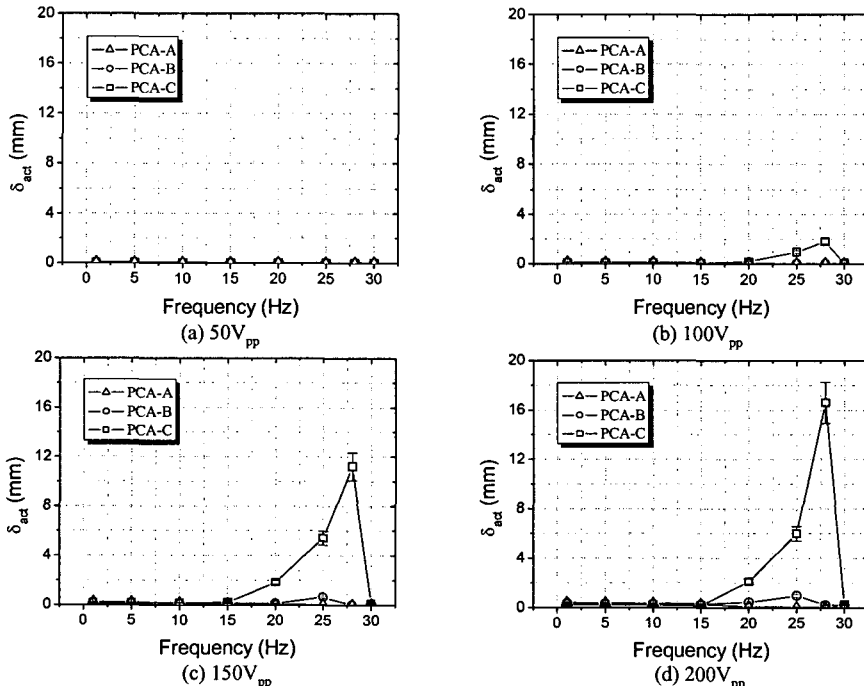 20
16
12
8
4
0
δact (mm)
PCA-A
PCA-B
PCA-C
0 5 10 15 20 25 30
Frequency (Hz)
(a) 50Vpp
20
16
12
8
4
0
δact (mm)
PCA-A
PCA-B
PCA-C
0 5 10 15 20 25 30
Frequency (Hz)
(b) 100Vpp
20
16
12
8
4
0
δact (mm)
PCA-A
PCA-B
PCA-C
0 5 10 15 20 25 30
Frequency (Hz)
(c) 150Vpp
20
16
12
8
4
0
δact (mm)
PCA-A
PCA-B
PCA-C
0 5 10 15 20 25 30
Frequency (Hz)
(d) 200Vpp